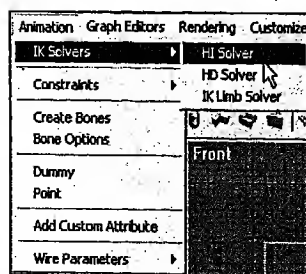 Animation Graph Editors Rendering Customize
IK Solvers HI Solver
HD Solver
IK Limb Solver
Constraints
Create Bones
Bone Options
Front
Dummy
Point
Add Custom Attribute
Wire Parameters